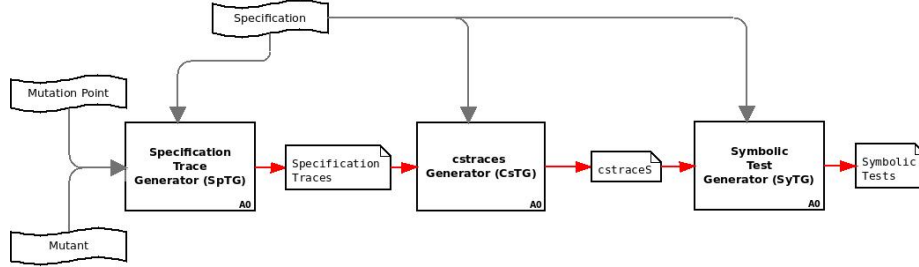 Specification
Mutation Point
Specification
Trace
Generator (SpTG)
A0
Specification
Traces
cstraces
Generator (CsTG)
A0
cstraceS
Symbolic
Test
Generator (SyTG)
A0
Symbolic
Tests
Mutant